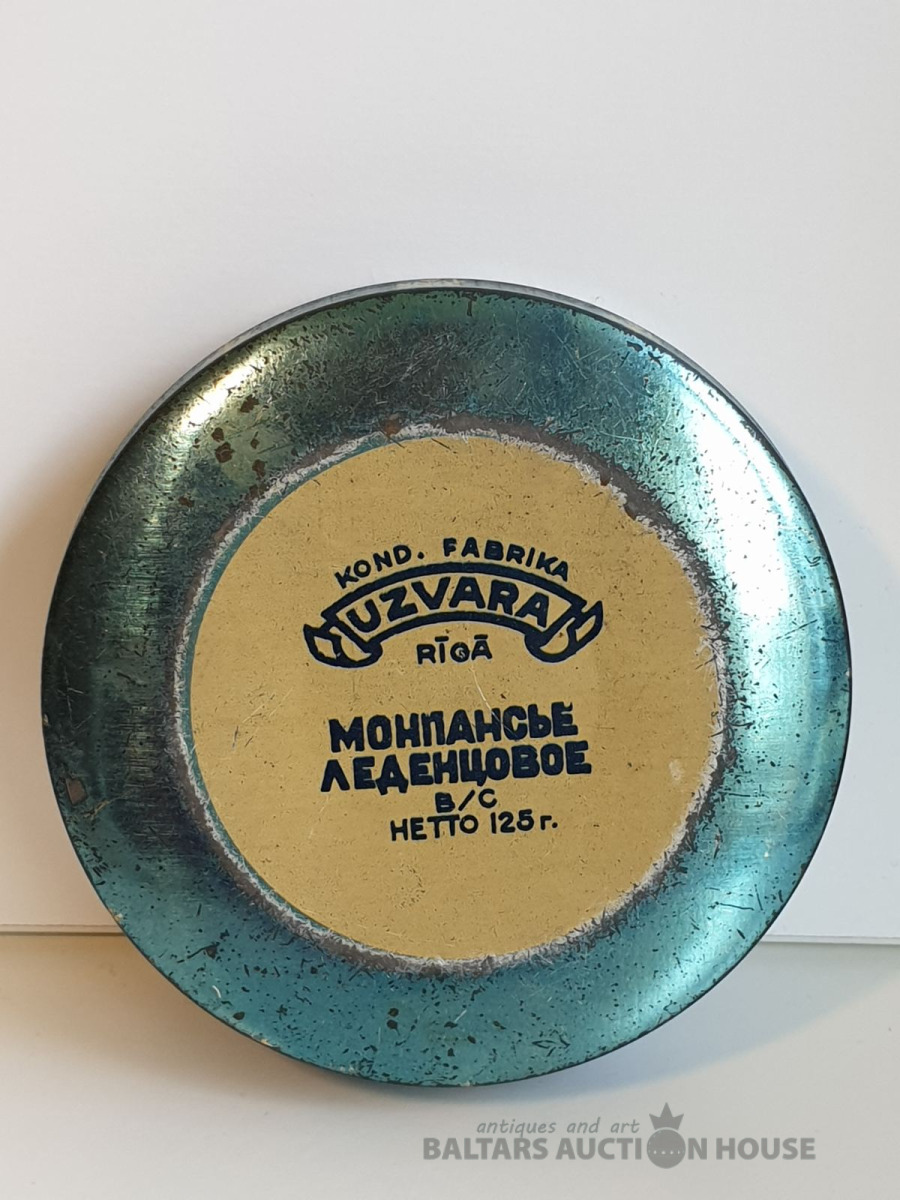 KOND. FABRIKA
UZVARA
RĪGĀ
МОНПАНСЬЕ
ЛЕДЕНЦОВОЕ
В/С
НЕТТО 125 г.
antiques and art
BALTARS AUCTION HOUSE